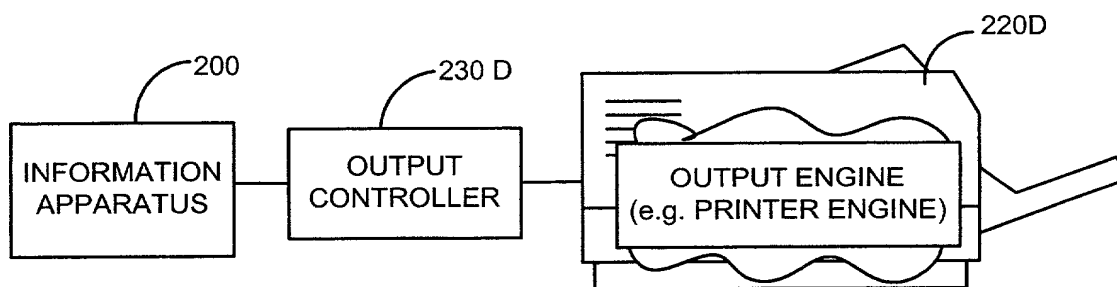 220D
200
230 D
INFORMATION
APPARATUS
OUTPUT
CONTROLLER
OUTPUT ENGINE
(e.g. PRINTER ENGINE)